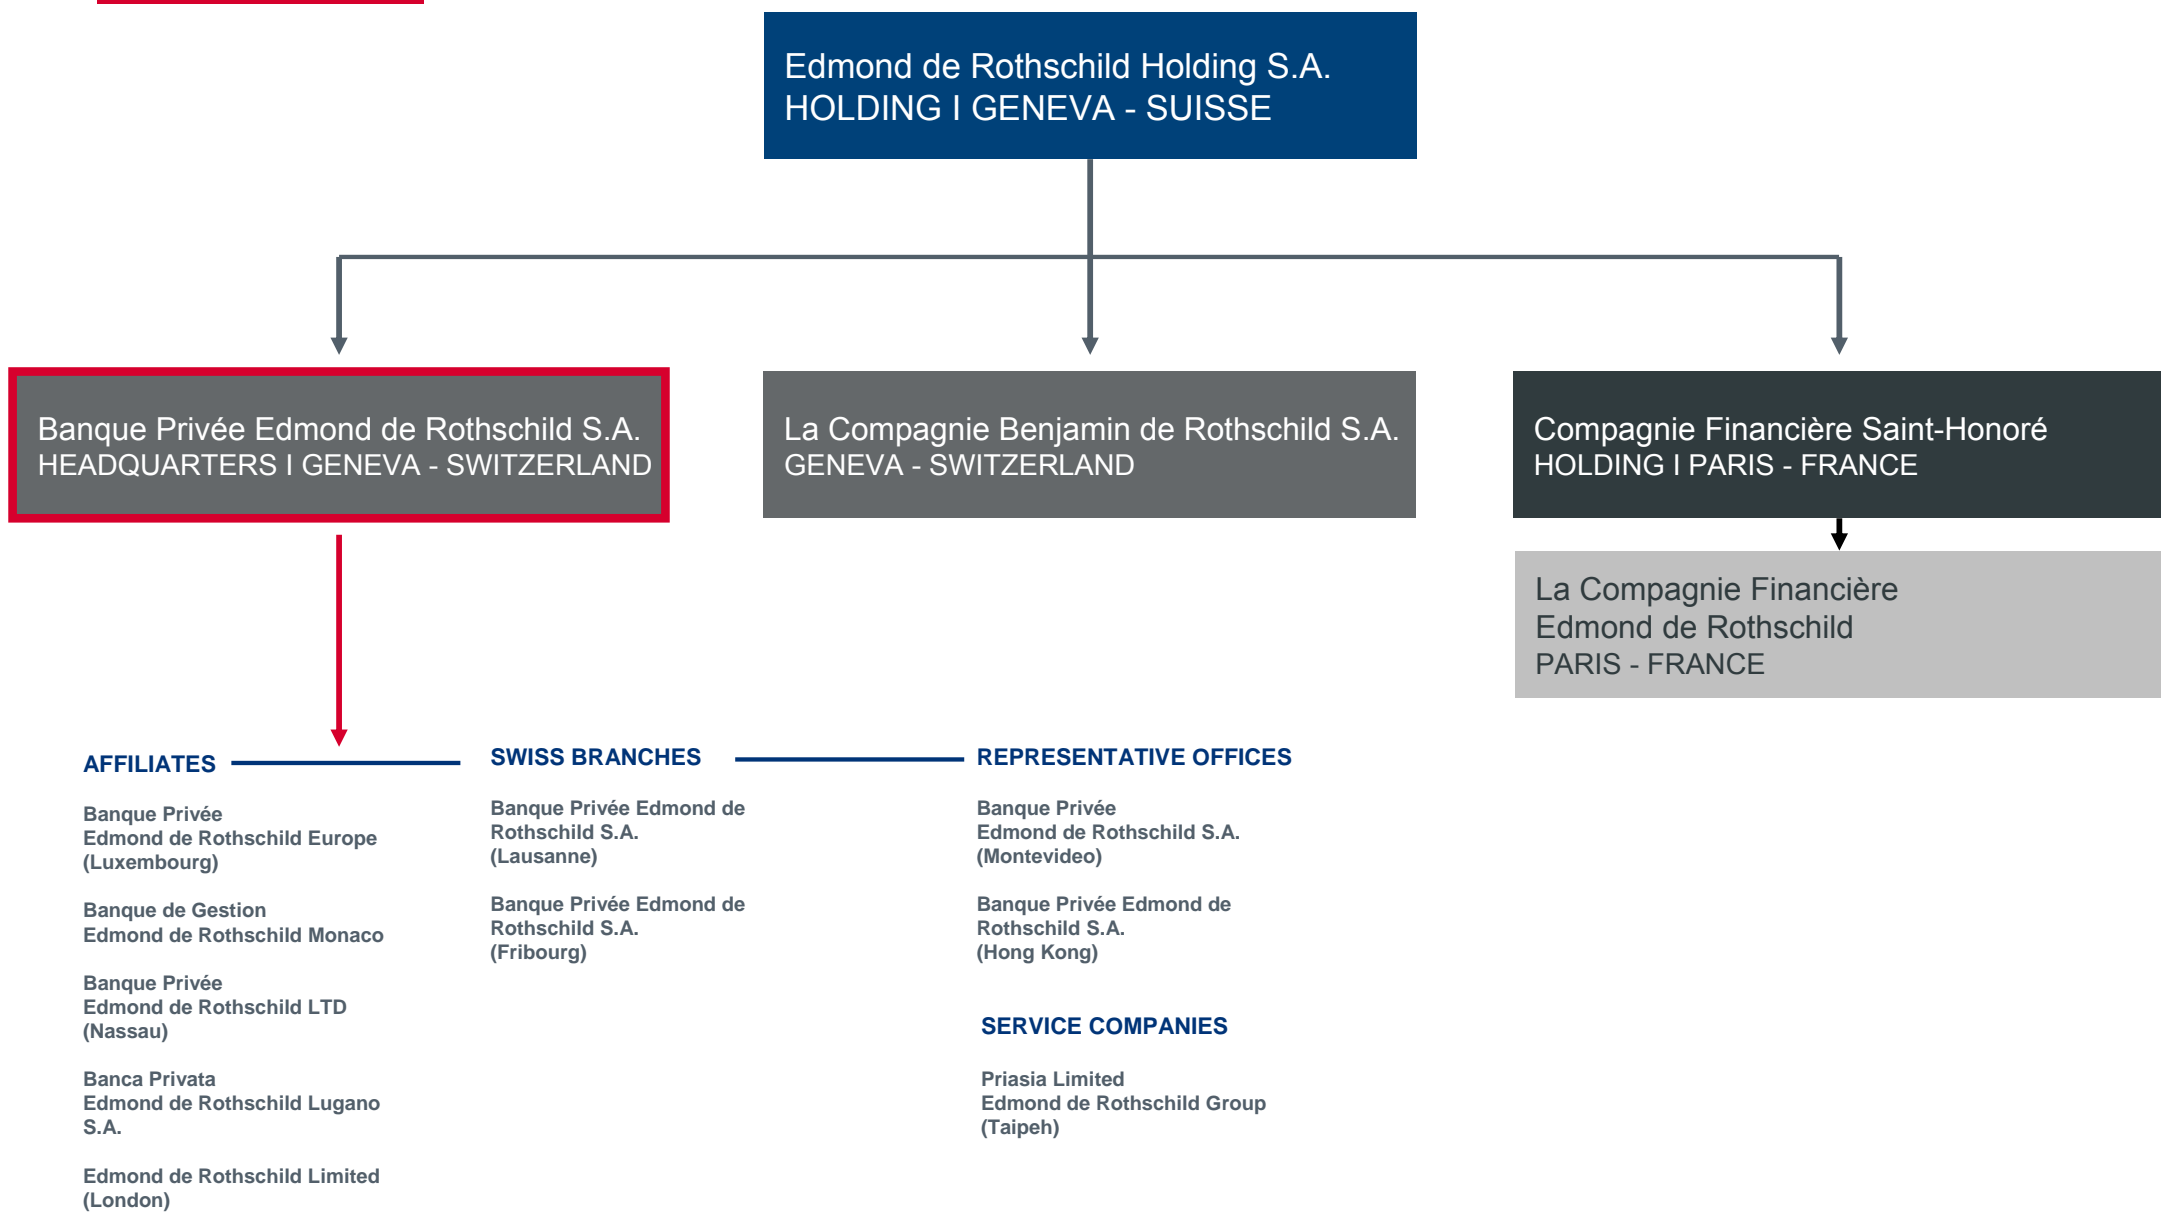 Edmond de Rothschild Holding S.A.
HOLDING I GENEVA - SUISSE
Banque Privée Edmond de Rothschild S.A.
HEADQUARTERS I GENEVA - SWITZERLAND
La Compagnie Benjamin de Rothschild S.A.
GENEVA - SWITZERLAND
Compagnie Financière Saint-Honoré
HOLDING I PARIS - FRANCE
La Compagnie Financière
Edmond de Rothschild
PARIS - FRANCE
AFFILIATES
Banque Privée
Edmond de Rothschild Europe
(Luxembourg)
Banque de Gestion
Edmond de Rothschild Monaco
Banque Privée
Edmond de Rothschild LTD
(Nassau)
Banca Privata
Edmond de Rothschild Lugano
S.A.
Edmond de Rothschild Limited
(London)
SWISS BRANCHES
Banque Privée Edmond de
Rothschild S.A.
(Lausanne)
Banque Privée Edmond de
Rothschild S.A.
(Fribourg)
REPRESENTATIVE OFFICES
Banque Privée
Edmond de Rothschild S.A.
(Montevideo)
Banque Privée Edmond de
Rothschild S.A.
(Hong Kong)
SERVICE COMPANIES
Priasia Limited
Edmond de Rothschild Group
(Taipeh)